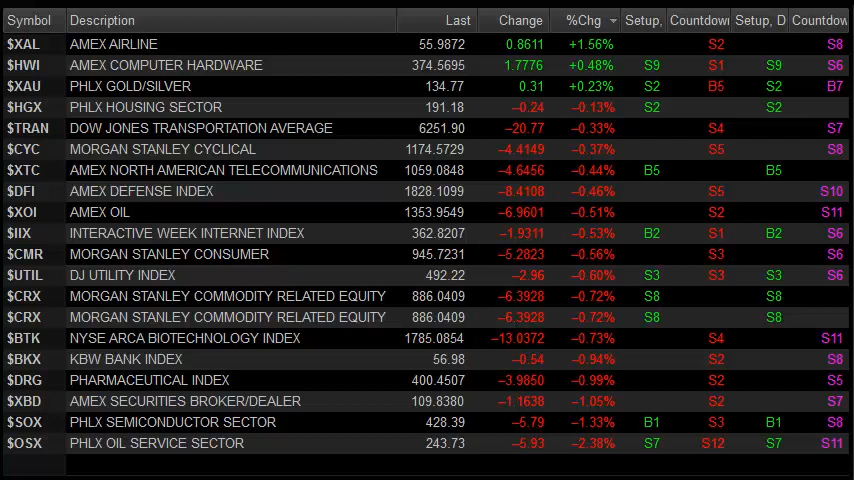 Symbol Description Last Change %Chg Setup, Countdown Setup, D Countdow
$XAL AMEX AIRLINE 55.9872 0.8611 +1.56% S2 S8
$HWI AMEX COMPUTER HARDWARE 374.5695 1.7776 +0.48% S9 S1 S9 S6
$XAU PHLX GOLD/SILVER 134.77 0.31 +0.23% S2 B5 S2 B7
$HGX PHLX HOUSING SECTOR 191.18 –0.24 –0.13% S2 S2
$TRAN DOW JONES TRANSPORTATION AVERAGE 6251.90 –20.77 –0.33% S4 S7
$CYC MORGAN STANLEY CYCLICAL 1174.5729 –4.4149 –0.37% S5 S8
$XTC AMEX NORTH AMERICAN TELECOMMUNICATIONS 1059.0848 –4.6456 –0.44% B5 B5
$DFI AMEX DEFENSE INDEX 1828.1099 –8.4108 –0.46% S5 S10
$XOI AMEX OIL 1353.9549 –6.9601 –0.51% S2 S11
$IIX INTERACTIVE WEEK INTERNET INDEX 362.8207 –1.9311 –0.53% B2 S1 B2 S6
$CMR MORGAN STANLEY CONSUMER 945.7231 –5.2823 –0.56% S3 S6
$UTIL DJ UTILITY INDEX 492.22 –2.96 –0.60% S3 S3 S3 S6
$CRX MORGAN STANLEY COMMODITY RELATED EQUITY 886.0409 –6.3928 –0.72% S8 S8
$CRX MORGAN STANLEY COMMODITY RELATED EQUITY 886.0409 –6.3928 –0.72% S8 S8
$BTK NYSE ARCA BIOTECHNOLOGY INDEX 1785.0854 –13.0372 –0.73% S4 S11
$BKX KBW BANK INDEX 56.98 –0.54 –0.94% S2 S8
$DRG PHARMACEUTICAL INDEX 400.4507 –3.9850 –0.99% S2 S5
$XBD AMEX SECURITIES BROKER/DEALER 109.8380 –1.1638 –1.05% S2 S7
$SOX PHLX SEMICONDUCTOR SECTOR 428.39 –5.79 –1.33% B1 S3 B1 S8
$OSX PHLX OIL SERVICE SECTOR 243.73 –5.93 –2.38% S7 S12 S7 S11